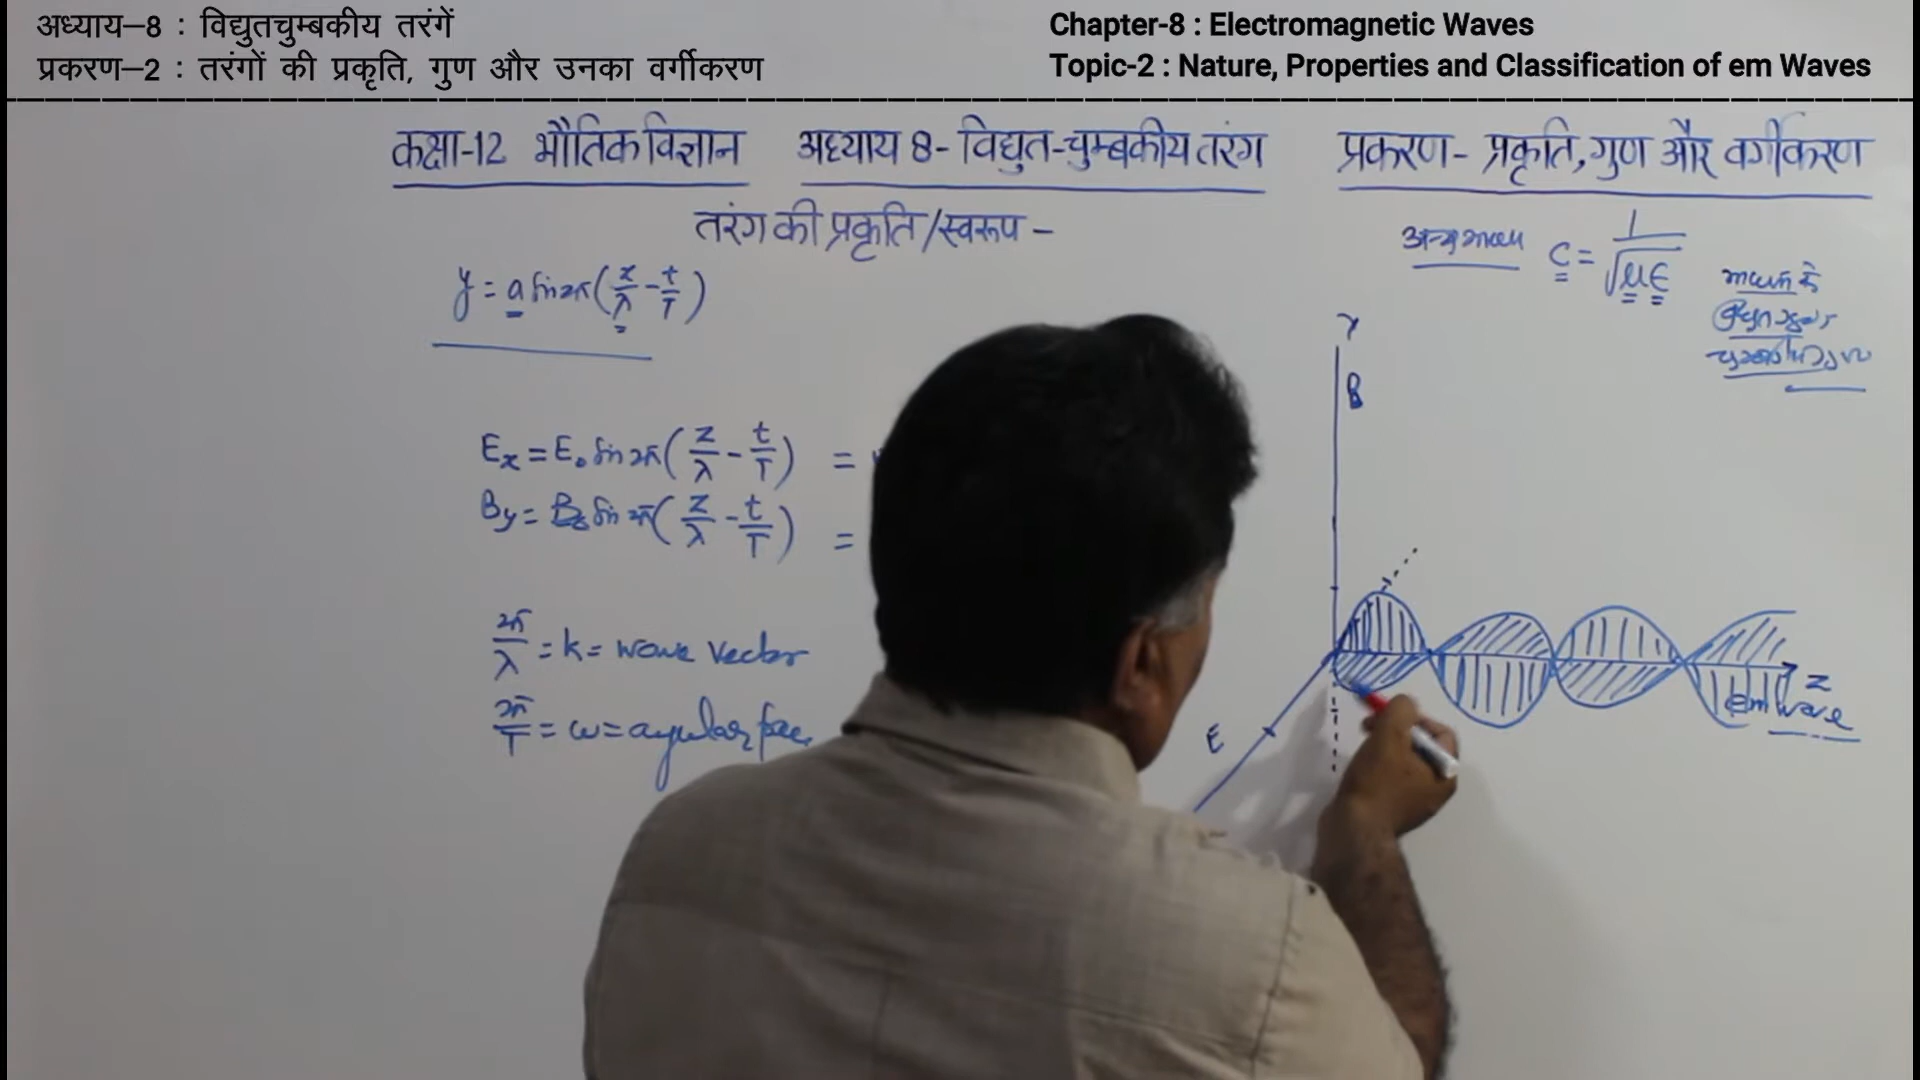 अध्याय–8 : विद्युतचुम्बकीय तरंगें
प्रकरण–2 : तरंगों की प्रकृति, गुण और उनका वर्गीकरण
Chapter-8 : Electromagnetic Waves
Topic-2 : Nature, Properties and Classification of em Waves
कक्षा-12 भौतिक विज्ञान अध्याय 8 - विद्युत-चुम्बकीय तरंग प्रकरण - प्रकृति, गुण और वर्गीकरण
तरंग की प्रकृति/स्वरूप -
y = a sin 2π (x/λ - t/T)
c = 1/√με
Ex = E₀ sin 2π (z/λ - t/T) =
By = B₀ sin 2π (z/λ - t/T) =
2π/λ = k = wave vector
2π/T = ω = angular
Y
B
E
Z
em wave